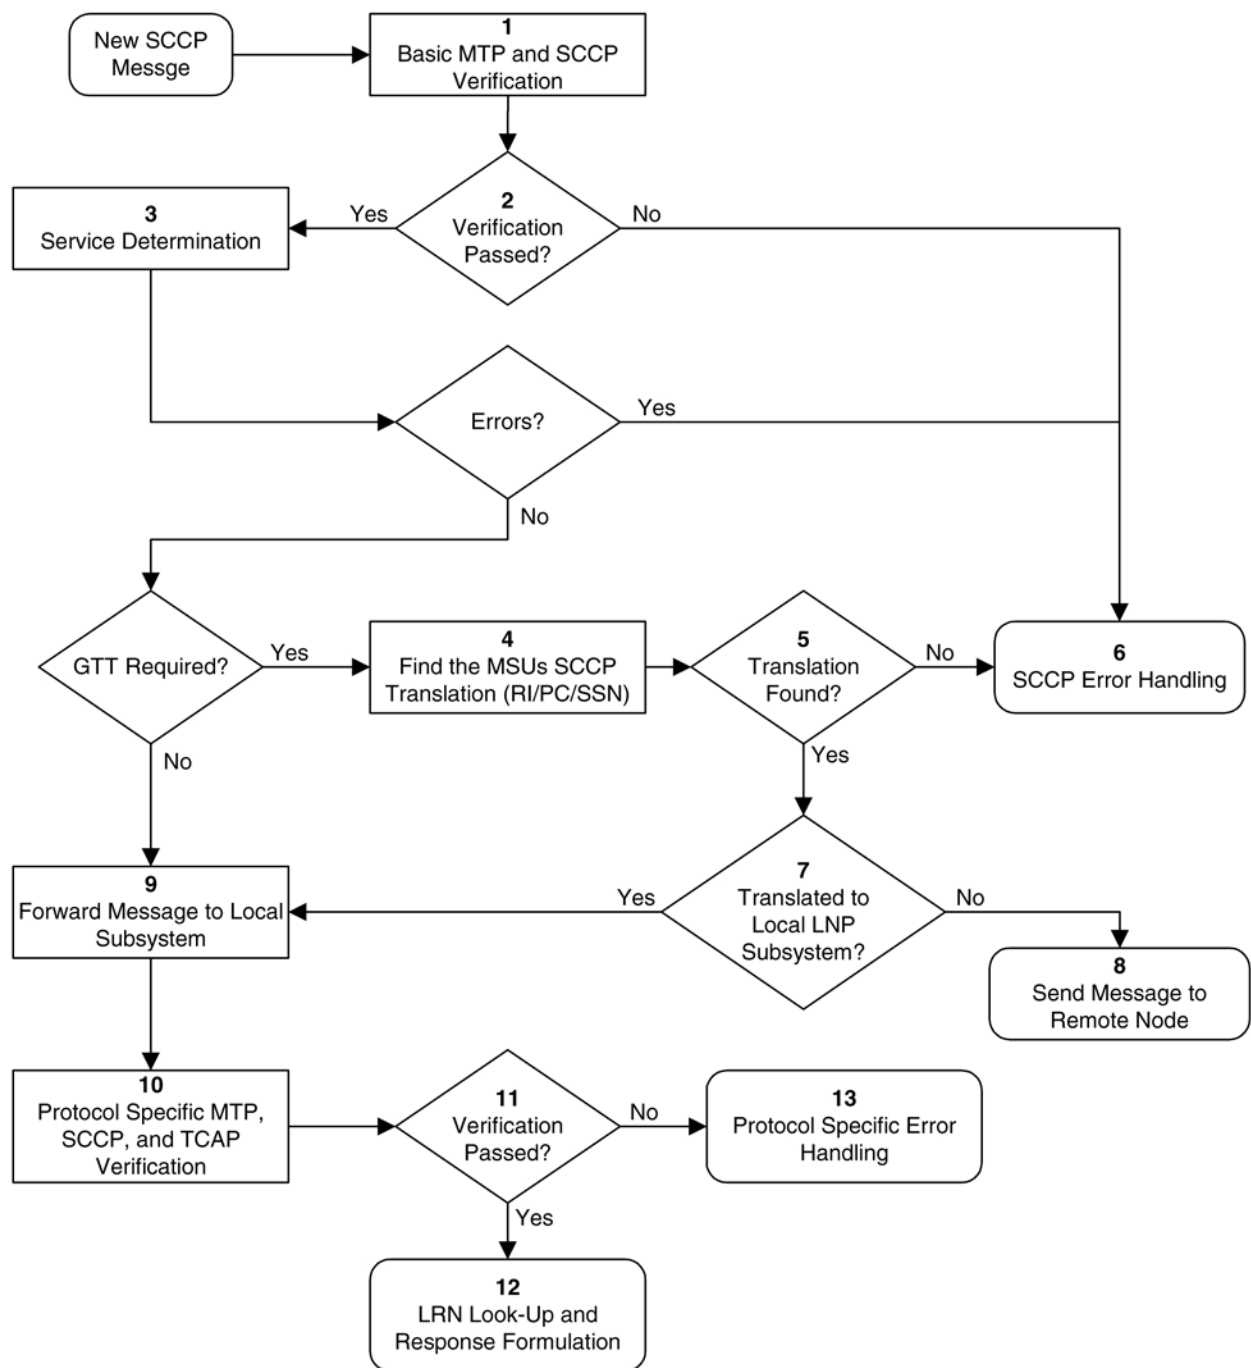 New SCCP
Messge
1
Basic MTP and SCCP
Verification
2
Verification
Passed?
Yes
No
3
Service Determination
Errors?
Yes
No
GTT Required?
Yes
No
4
Find the MSUs SCCP
Translation (RI/PC/SSN)
5
Translation
Found?
No
Yes
6
SCCP Error Handling
7
Translated to
Local LNP
Subsystem?
Yes
No
8
Send Message to
Remote Node
9
Forward Message to Local
Subsystem
10
Protocol Specific MTP,
SCCP, and TCAP
Verification
11
Verification
Passed?
No
Yes
13
Protocol Specific Error
Handling
12
LRN Look-Up and
Response Formulation